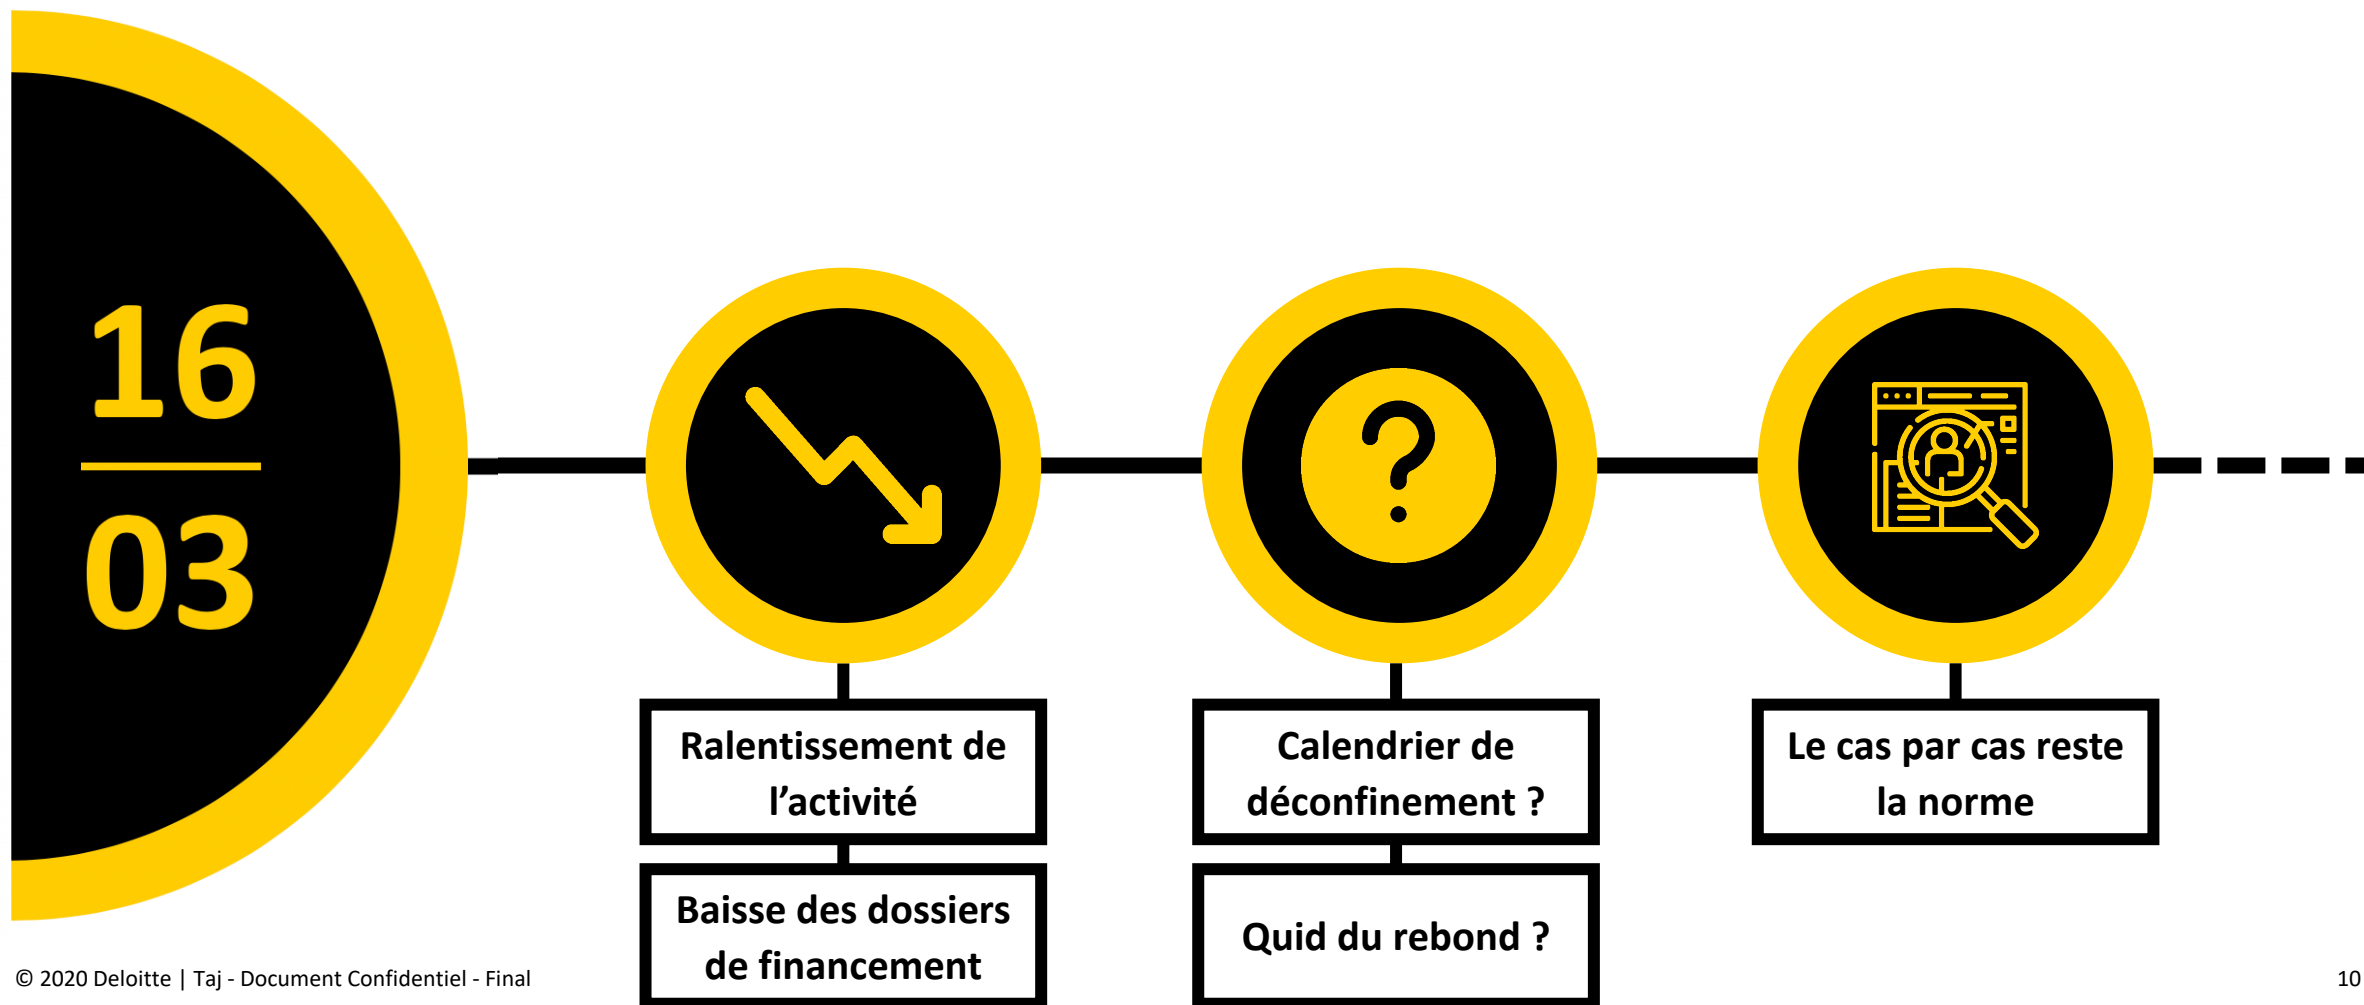 16
03
Ralentissement de
l’activité
Baisse des dossiers
de financement
Calendrier de
déconfinement ?
Quid du rebond ?
Le cas par cas reste
la norme
© 2020 Deloitte | Taj - Document Confidentiel - Final
10